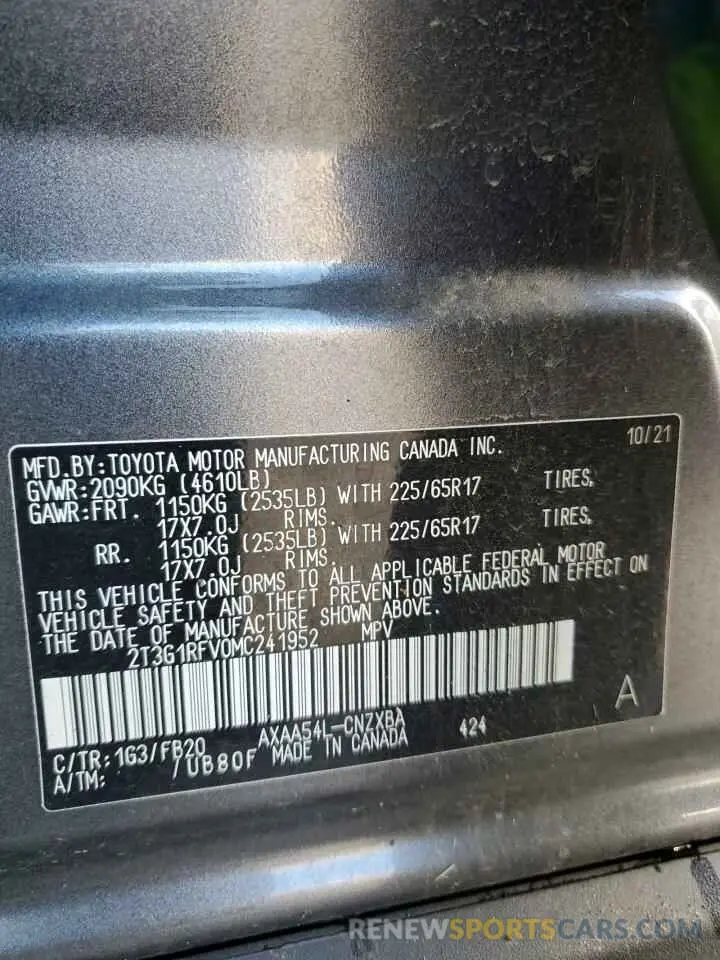 10/21
MFD.BY:TOYOTA MOTOR MANUFACTURING CANADA INC.
GVWR:2090KG (4610LB)
GAWR:FRT. 1150KG (2535LB) WITH 225/65R17 TIRES,
17X7.0J RIMS.
RR. 1150KG (2535LB) WITH 225/65R17 TIRES,
17X7.0J RIMS.
THIS VEHICLE CONFORMS TO ALL APPLICABLE FEDERAL MOTOR
VEHICLE SAFETY AND THEFT PREVENTION STANDARDS IN EFFECT ON
THE DATE OF MANUFACTURE SHOWN ABOVE.
2T3G1RFV0MC241952 MPV
A
C/TR:1G3/FB20 AXAA54L-CNZXBA 424
A/TM: /UB80F MADE IN CANADA
RENEWSPORTSCARS.COM